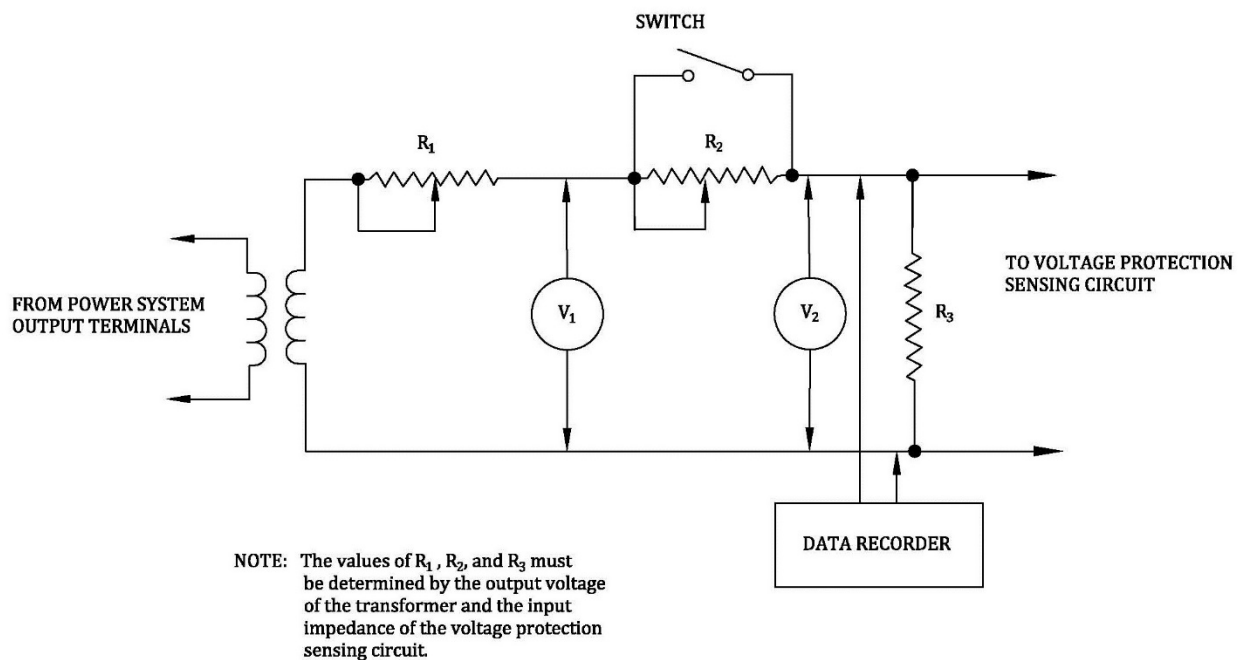 SWITCH
R1
R2
FROM POWER SYSTEM
OUTPUT TERMINALS
V1
V2
R3
TO VOLTAGE PROTECTION
SENSING CIRCUIT
DATA RECORDER
NOTE: The values of R1 , R2, and R3 must
be determined by the output voltage
of the transformer and the input
impedance of the voltage protection
sensing circuit.